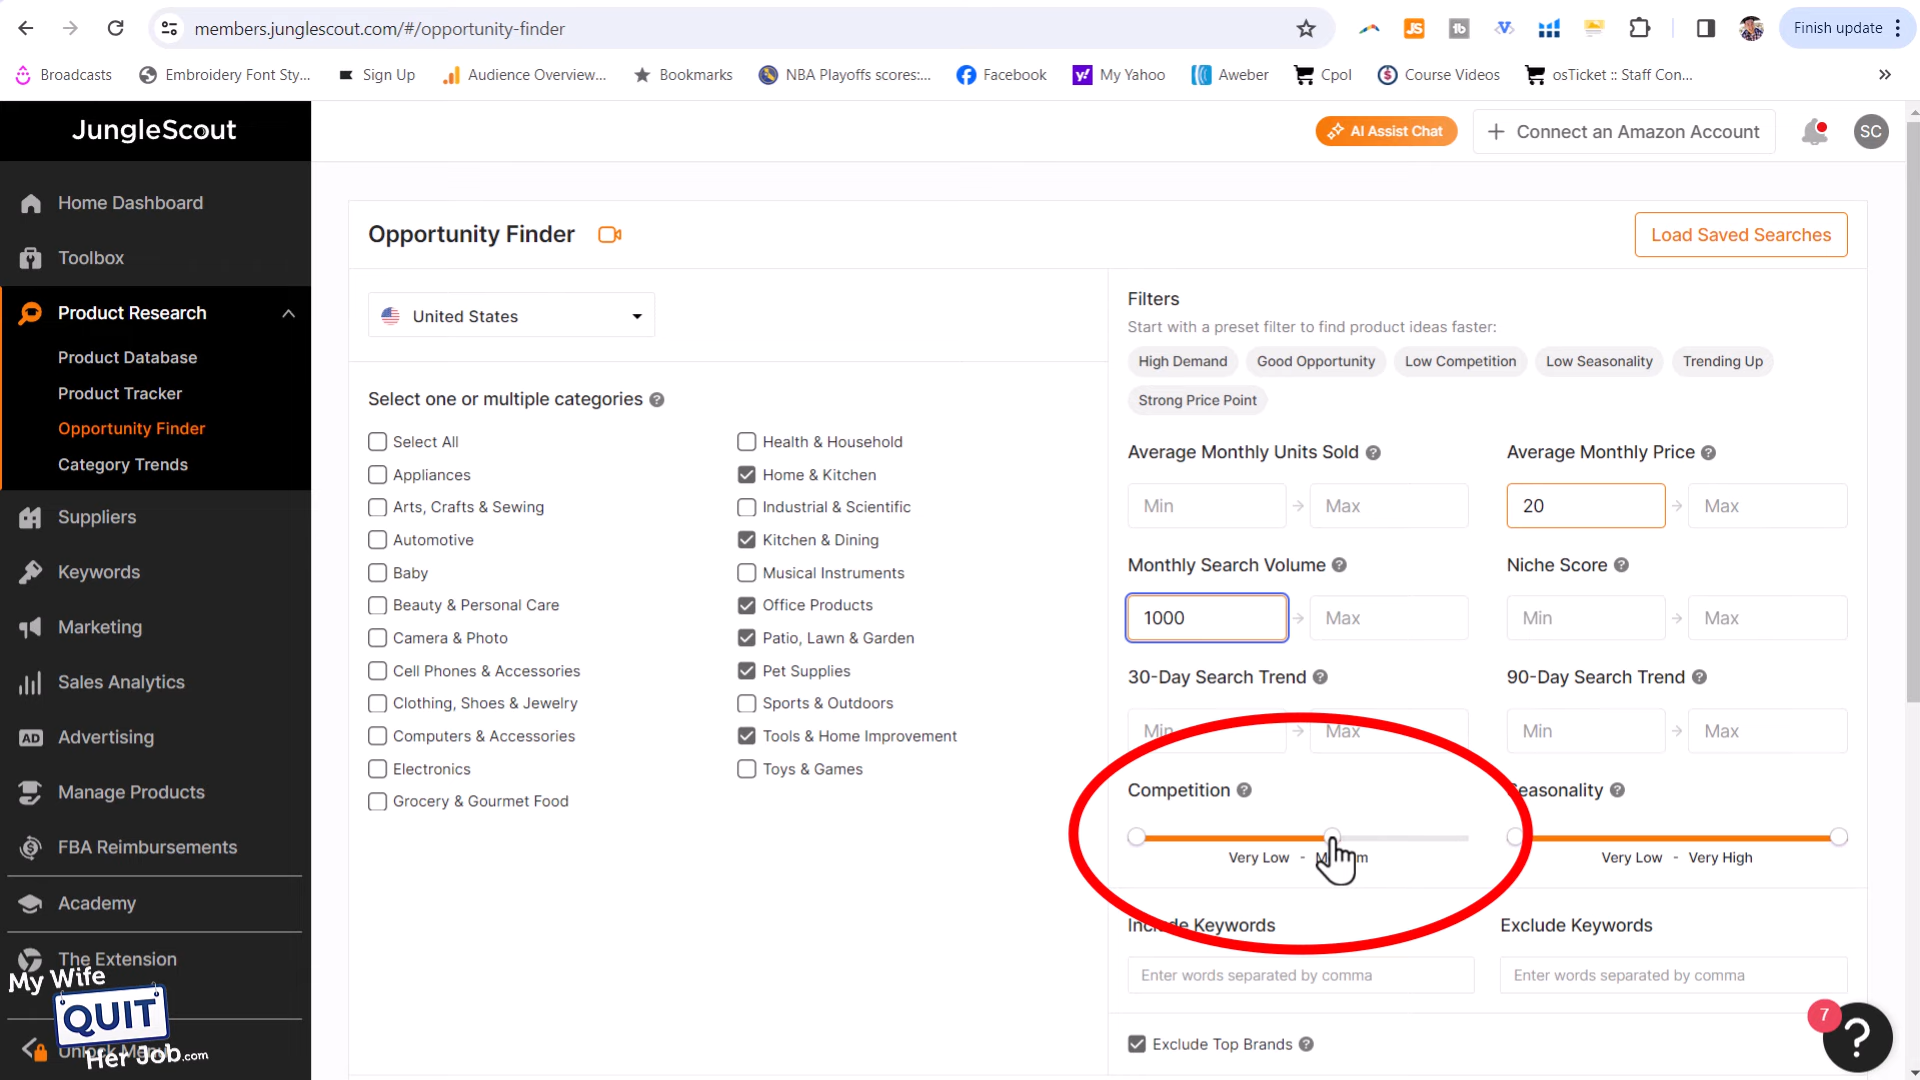 members.junglescout.com/#/opportunity-finder
JS
tb
Finish update
Broadcasts
Embroidery Font Sty...
Sign Up
Audience Overview...
Bookmarks
NBA Playoffs scores:...
Facebook
My Yahoo
Aweber
Cpol
Course Videos
osTicket :: Staff Con...
JungleScout
AI Assist Chat
Connect an Amazon Account
SC
Home Dashboard
Toolbox
Product Research
Product Database
Product Tracker
Opportunity Finder
Category Trends
Suppliers
Keywords
Marketing
Sales Analytics
AD Advertising
Manage Products
FBA Reimbursements
Academy
The Extension
My Wife
QUIT
Her Job.com
Opportunity Finder
Load Saved Searches
United States
Select one or multiple categories
Select All
Appliances
Arts, Crafts & Sewing
Automotive
Baby
Beauty & Personal Care
Camera & Photo
Cell Phones & Accessories
Clothing, Shoes & Jewelry
Computers & Accessories
Electronics
Grocery & Gourmet Food
Health & Household
Home & Kitchen
Industrial & Scientific
Kitchen & Dining
Musical Instruments
Office Products
Patio, Lawn & Garden
Pet Supplies
Sports & Outdoors
Tools & Home Improvement
Toys & Games
Filters
Start with a preset filter to find product ideas faster:
High Demand
Good Opportunity
Low Competition
Low Seasonality
Trending Up
Strong Price Point
Average Monthly Units Sold
Min
Max
Average Monthly Price
20
Max
Monthly Search Volume
1000
Max
Niche Score
Min
Max
30-Day Search Trend
Min
Max
90-Day Search Trend
Min
Max
Competition
Very Low -
Seasonality
Very Low - Very High
Include Keywords
Enter words separated by comma
Exclude Keywords
Enter words separated by comma
Exclude Top Brands
7
?